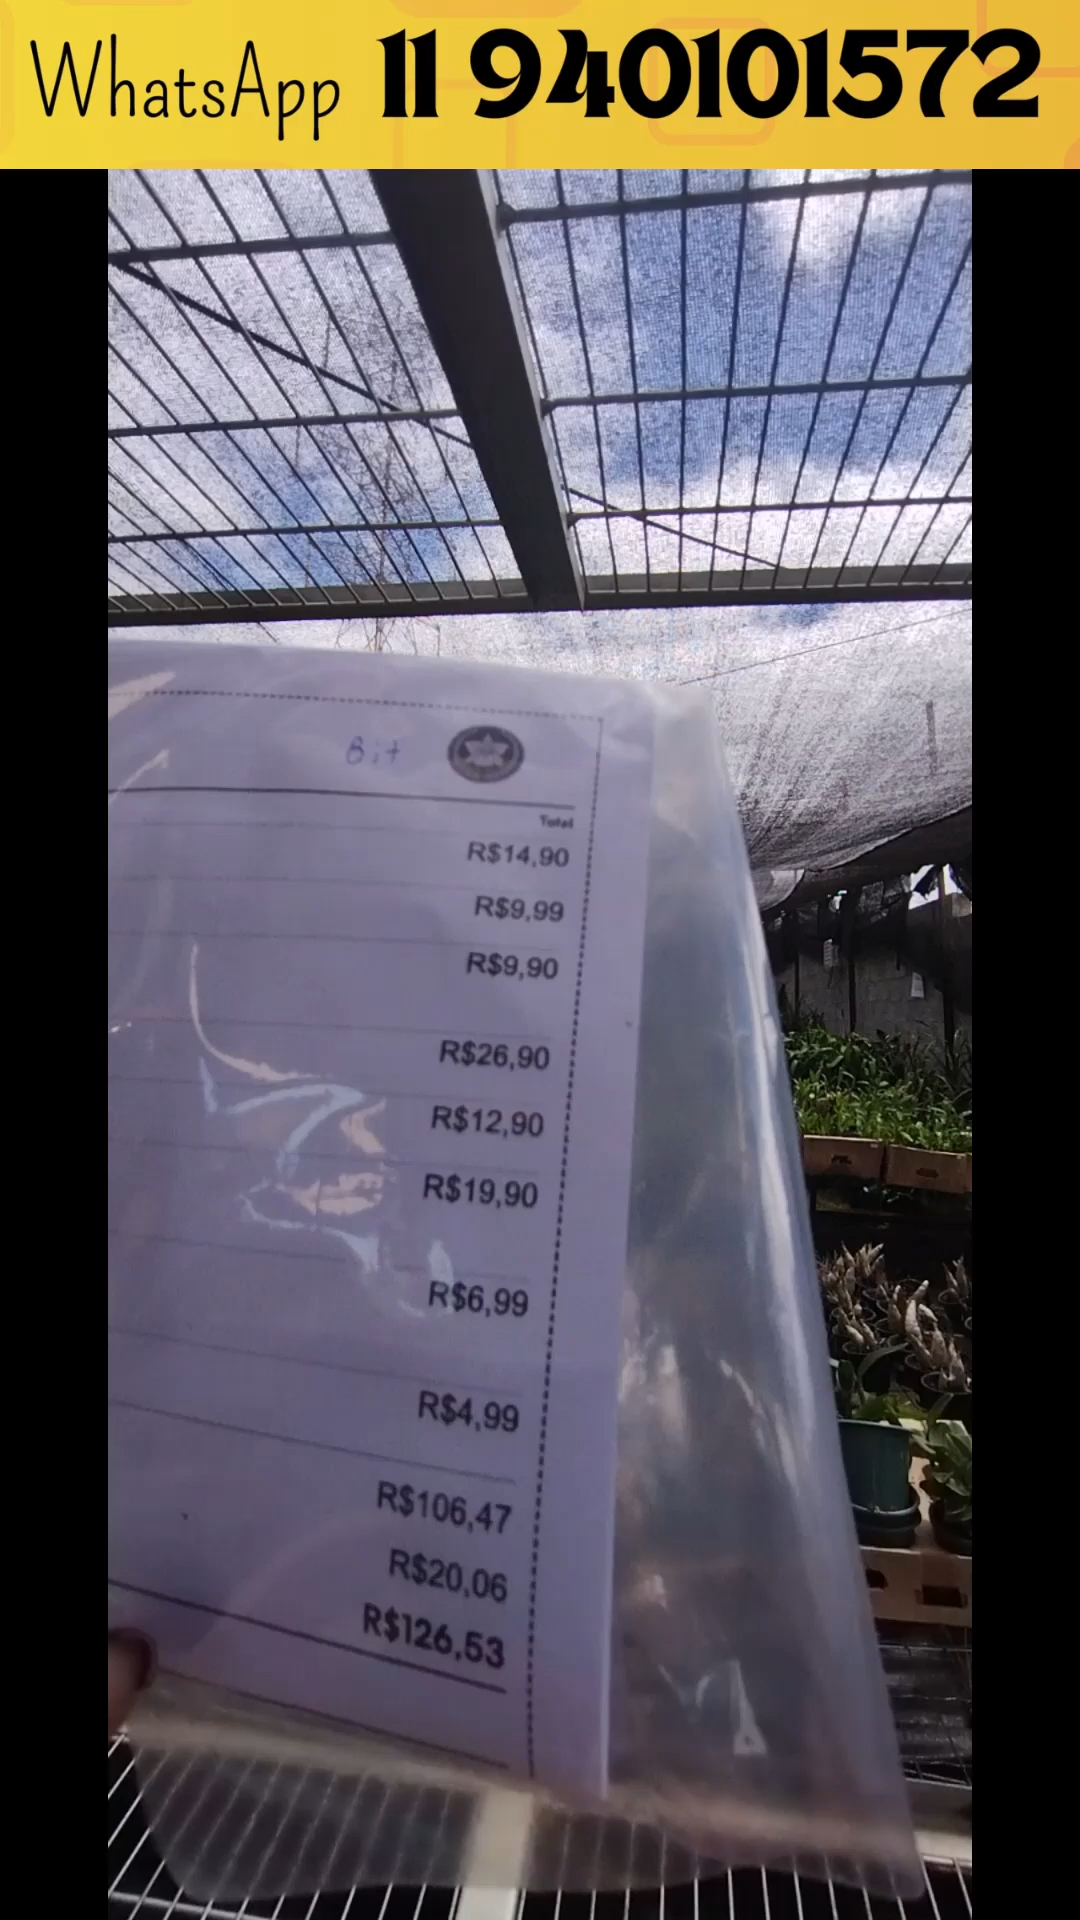 WhatsApp 11 940101572
8it
Total
R$14,90
R$9,99
R$9,90
R$26,90
R$12,90
R$19,90
R$6,99
R$4,99
R$106,47
R$20,06
R$126,53